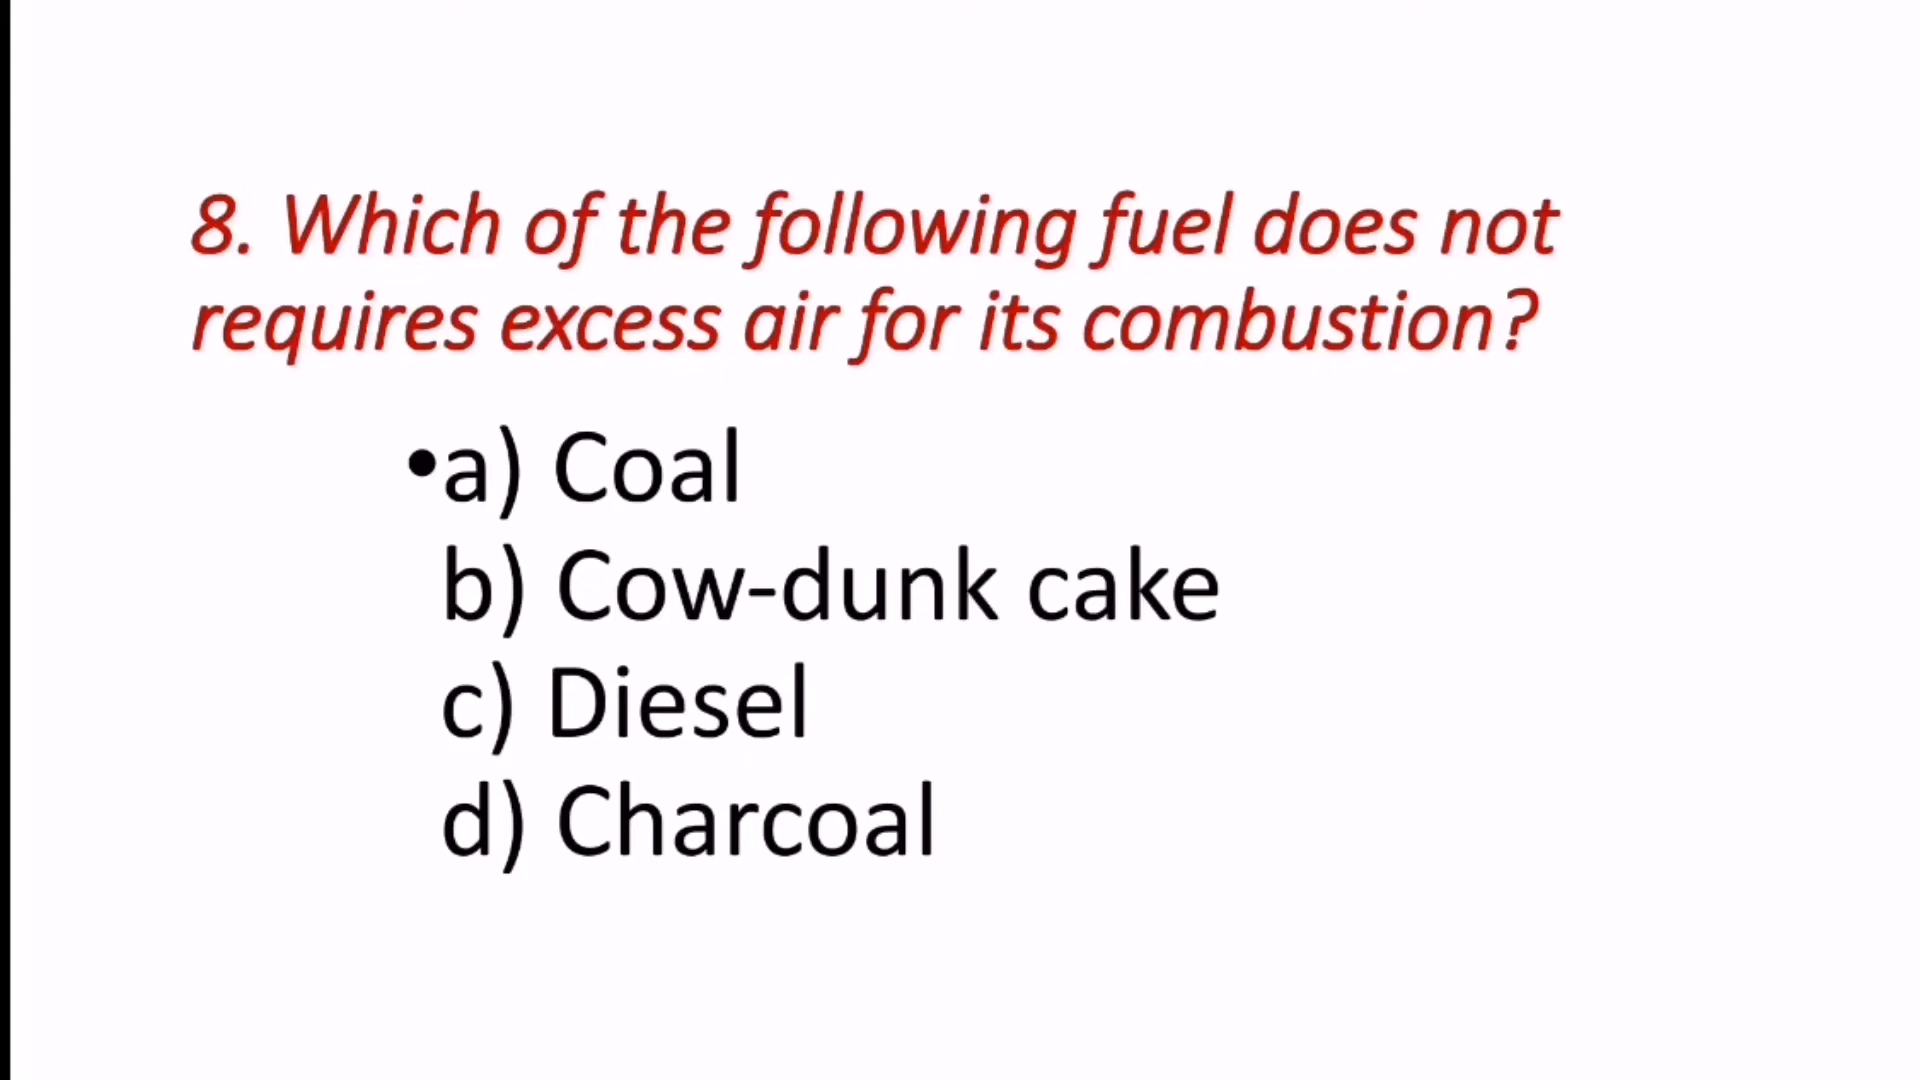 8. Which of the following fuel does not
requires excess air for its combustion?
•a) Coal
b) Cow-dunk cake
c) Diesel
d) Charcoal